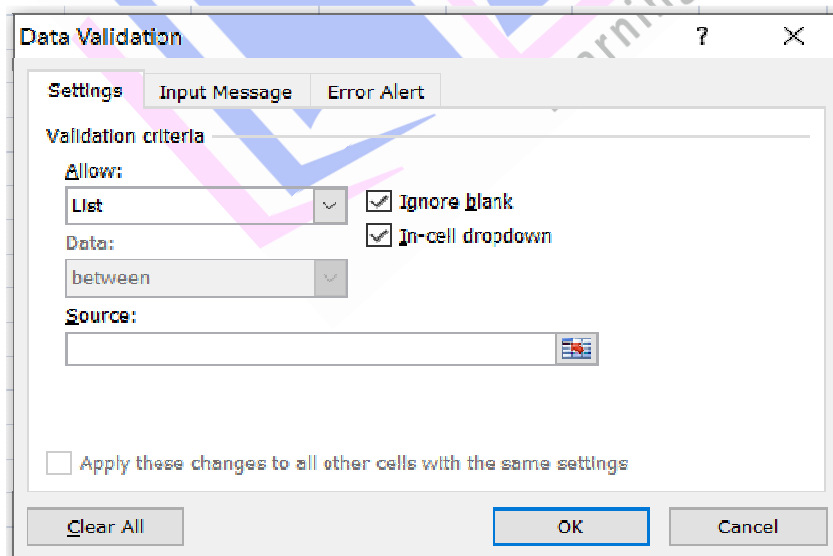 Data Validation ? ×
Settings Input Message Error Alert
Validation criteria
Allow:
List
Ignore blank
In-cell dropdown
Data:
between
Source:
Apply these changes to all other cells with the same settings
Clear All OK Cancel